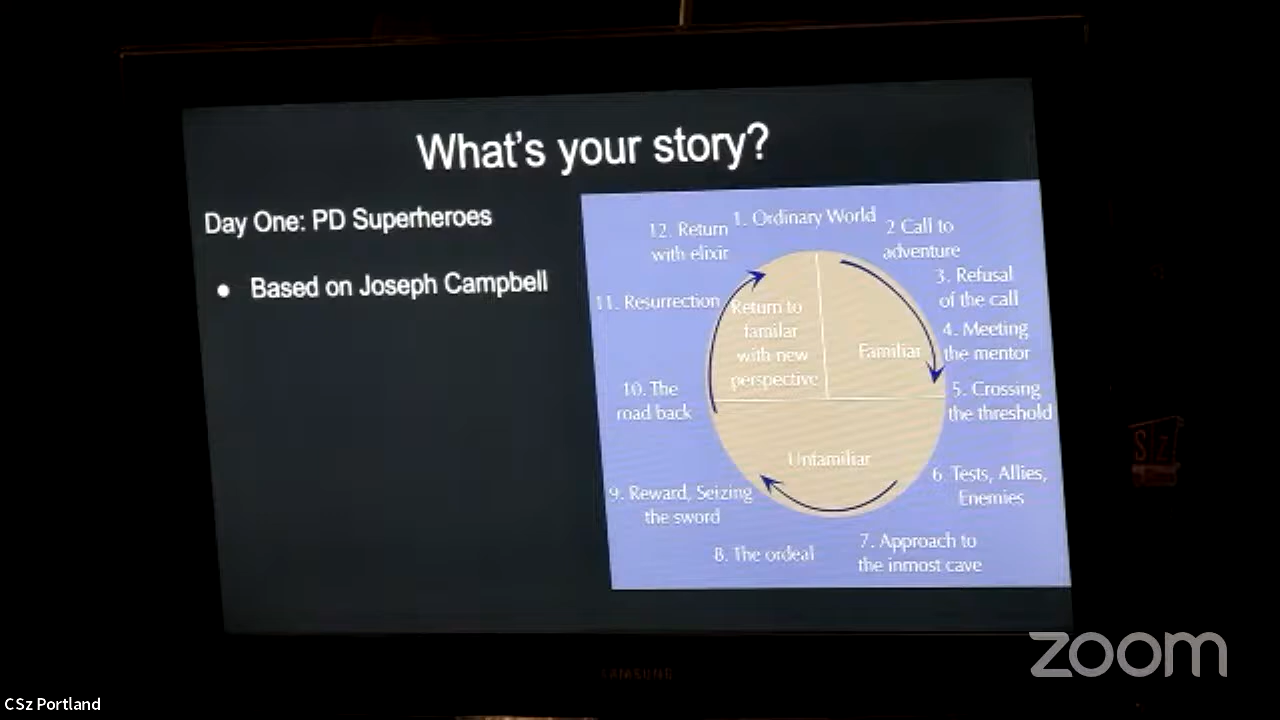 What's your story?
Day One: PD Superheroes
● Based on Joseph Campbell
1. Ordinary World
2 Call to
adventure
3. Refusal
of the call
4. Meeting
the mentor
5. Crossing
the threshold
6. Tests, Allies,
Enemies
7. Approach to
the inmost cave
8. The ordeal
9. Reward, Seizing
the sword
10. The
road back
11. Resurrection
12. Return
with elixir
Return to
familar
with new
perspective
Familiar
Unfamiliar
S z
SAMSUNG
zoom
CSz Portland